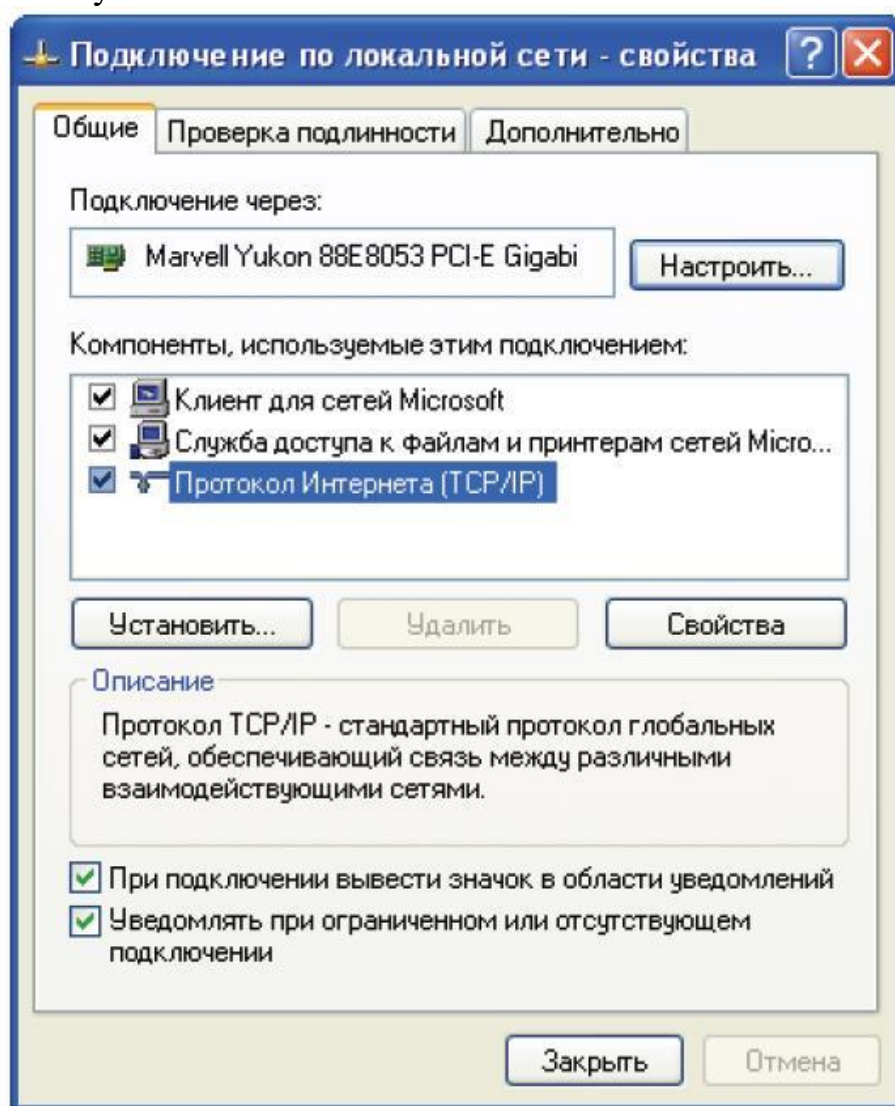 Подключение по локальной сети - свойства
Общие
Проверка подлинности
Дополнительно
Подключение через:
Marvell Yukon 88E8053 PCI-E Gigabi
Настроить...
Компоненты, используемые этим подключением:
Клиент для сетей Microsoft
Служба доступа к файлам и принтерам сетей Micro...
Протокол Интернета (TCP/IP)
Установить...
Удалить
Свойства
Описание
Протокол TCP/IP - стандартный протокол глобальных
сетей, обеспечивающий связь между различными
взаимодействующими сетями.
При подключении вывести значок в области уведомлений
Уведомлять при ограниченном или отсутствующем
подключении
Закрыть
Отмена